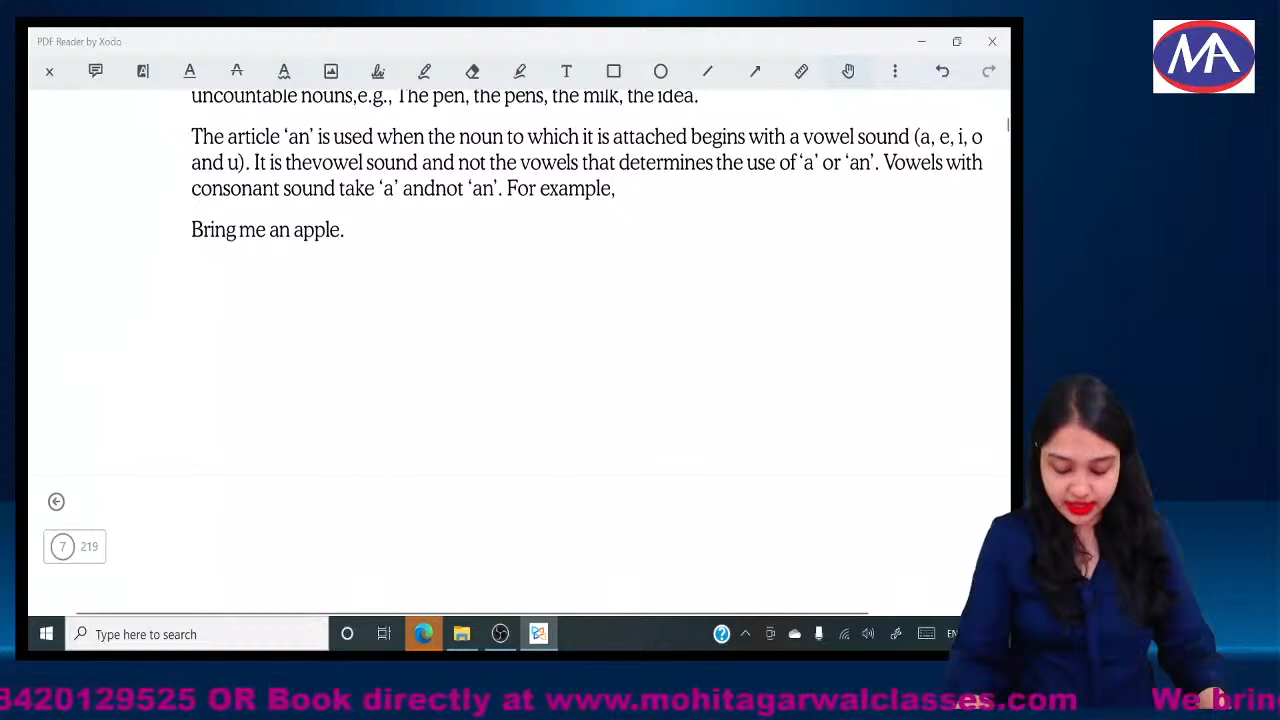 PDF Reader by Xodo
MA
uncountable nouns,e.g., The pen, the pens, the milk, the idea.
The article ‘an’ is used when the noun to which it is attached begins with a vowel sound (a, e, i, o
and u). It is thevowel sound and not the vowels that determines the use of ‘a’ or ‘an’. Vowels with
consonant sound take ‘a’ andnot ‘an’. For example,
Bring me an apple.
7 219
Type here to search
EN
8420129525 OR Book directly at www.mohitagarwalclasses.com We brin